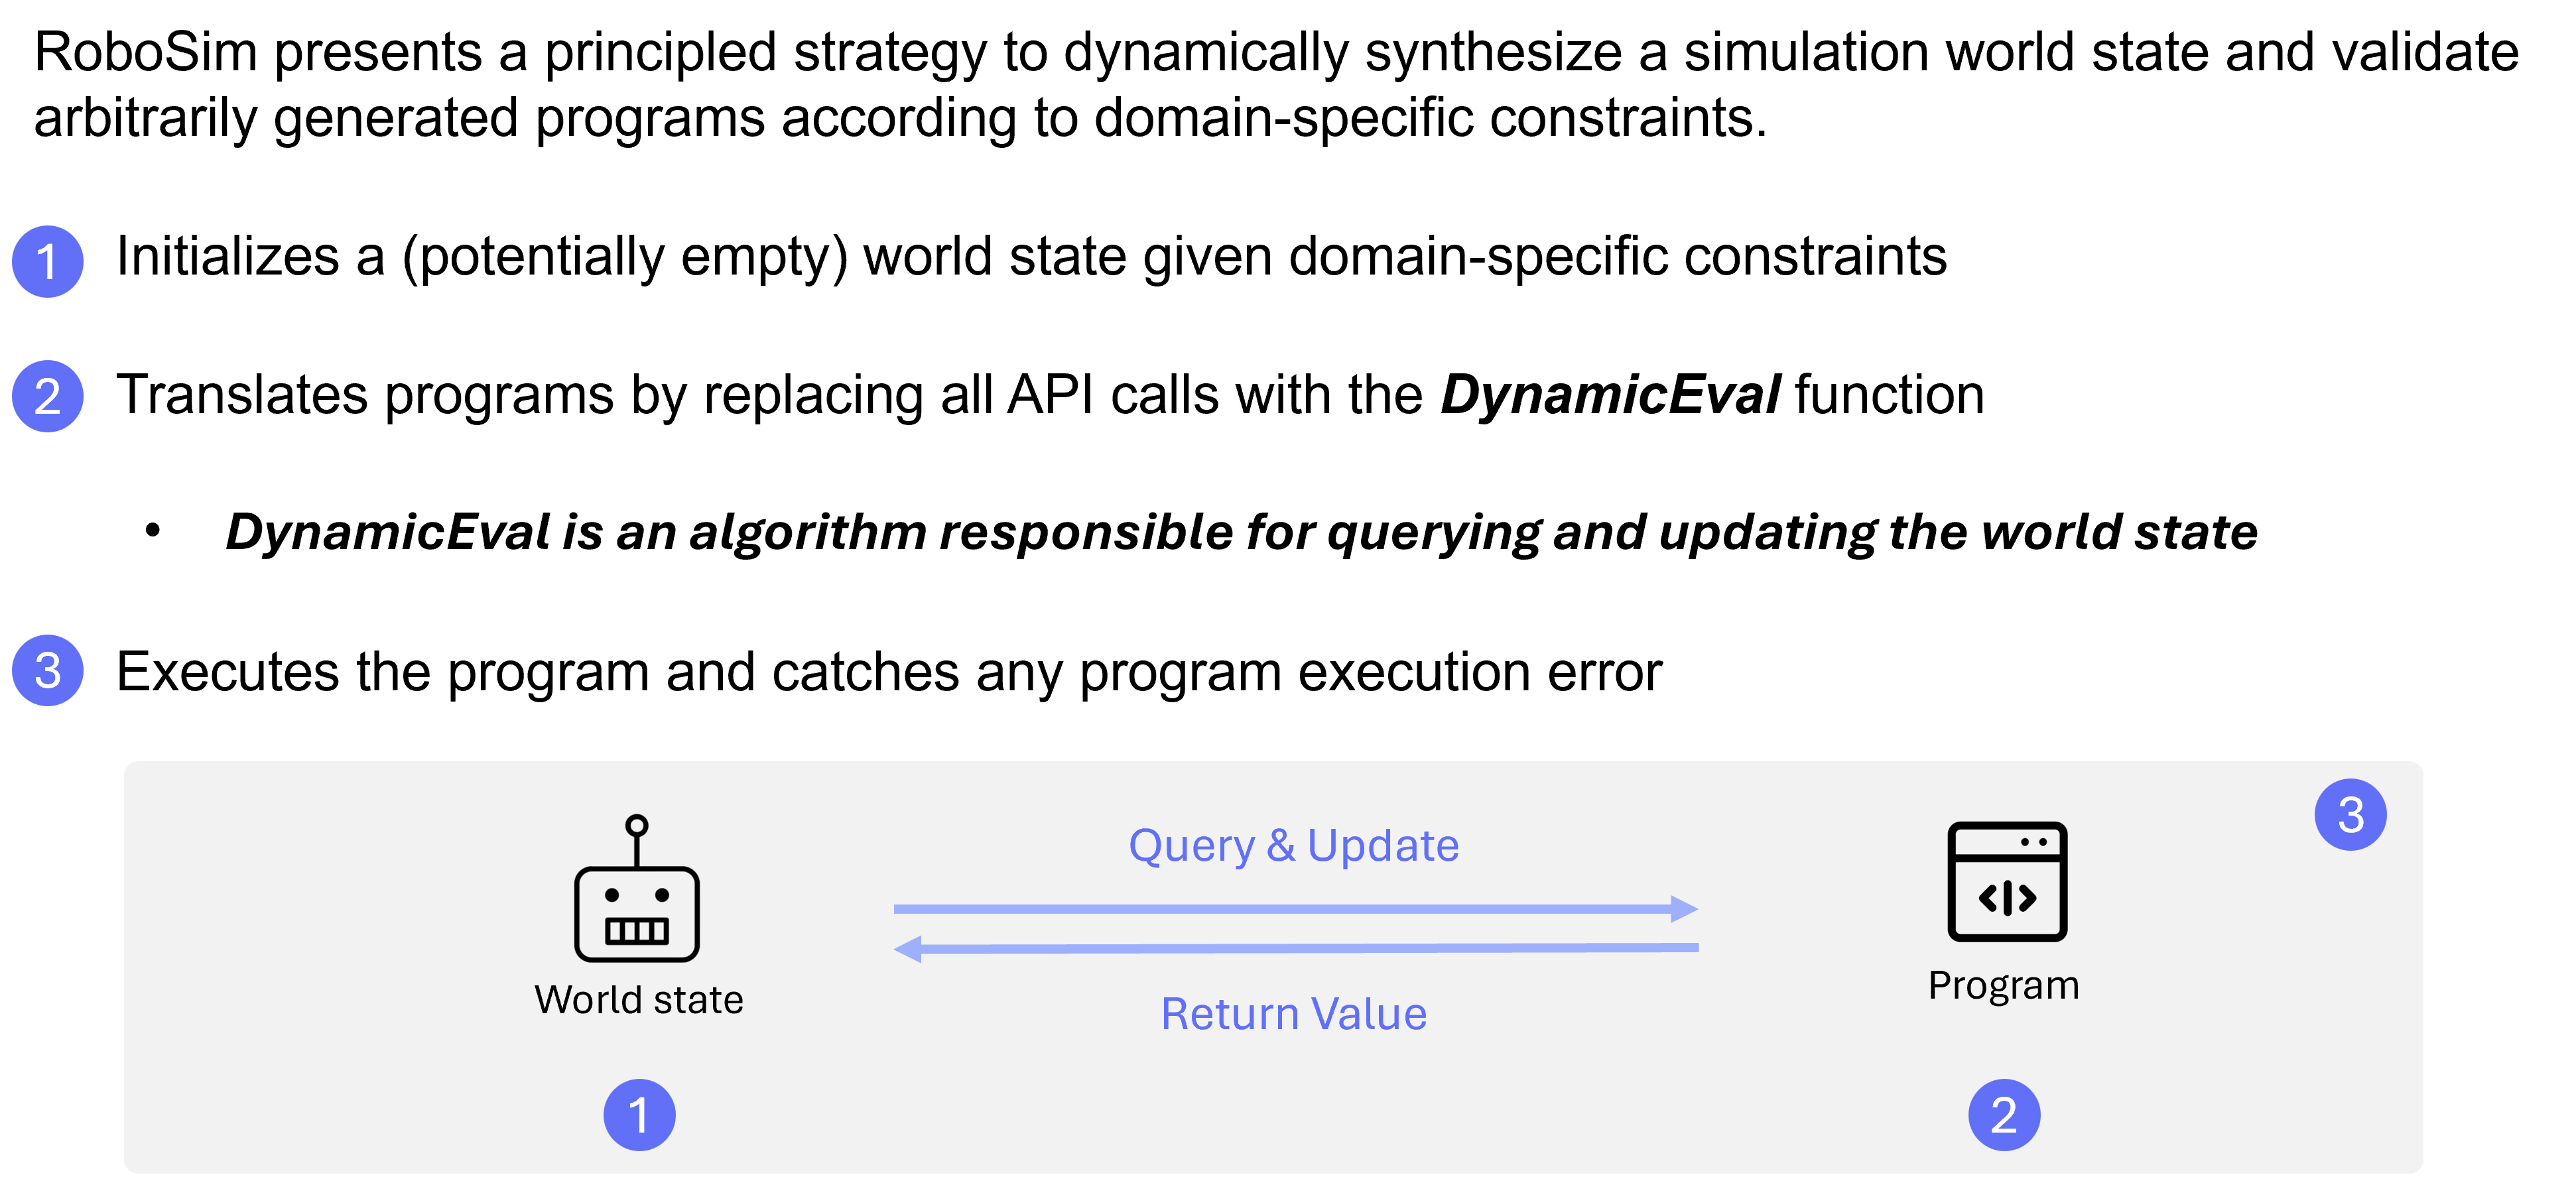 RoboSim presents a principled strategy to dynamically synthesize a simulation world state and validate
arbitrarily generated programs according to domain-specific constraints.
1 Initializes a (potentially empty) world state given domain-specific constraints
2 Translates programs by replacing all API calls with the DynamicEval function
• DynamicEval is an algorithm responsible for querying and updating the world state
3 Executes the program and catches any program execution error
3
Query & Update
</>
World state
Program
Return Value
1
2